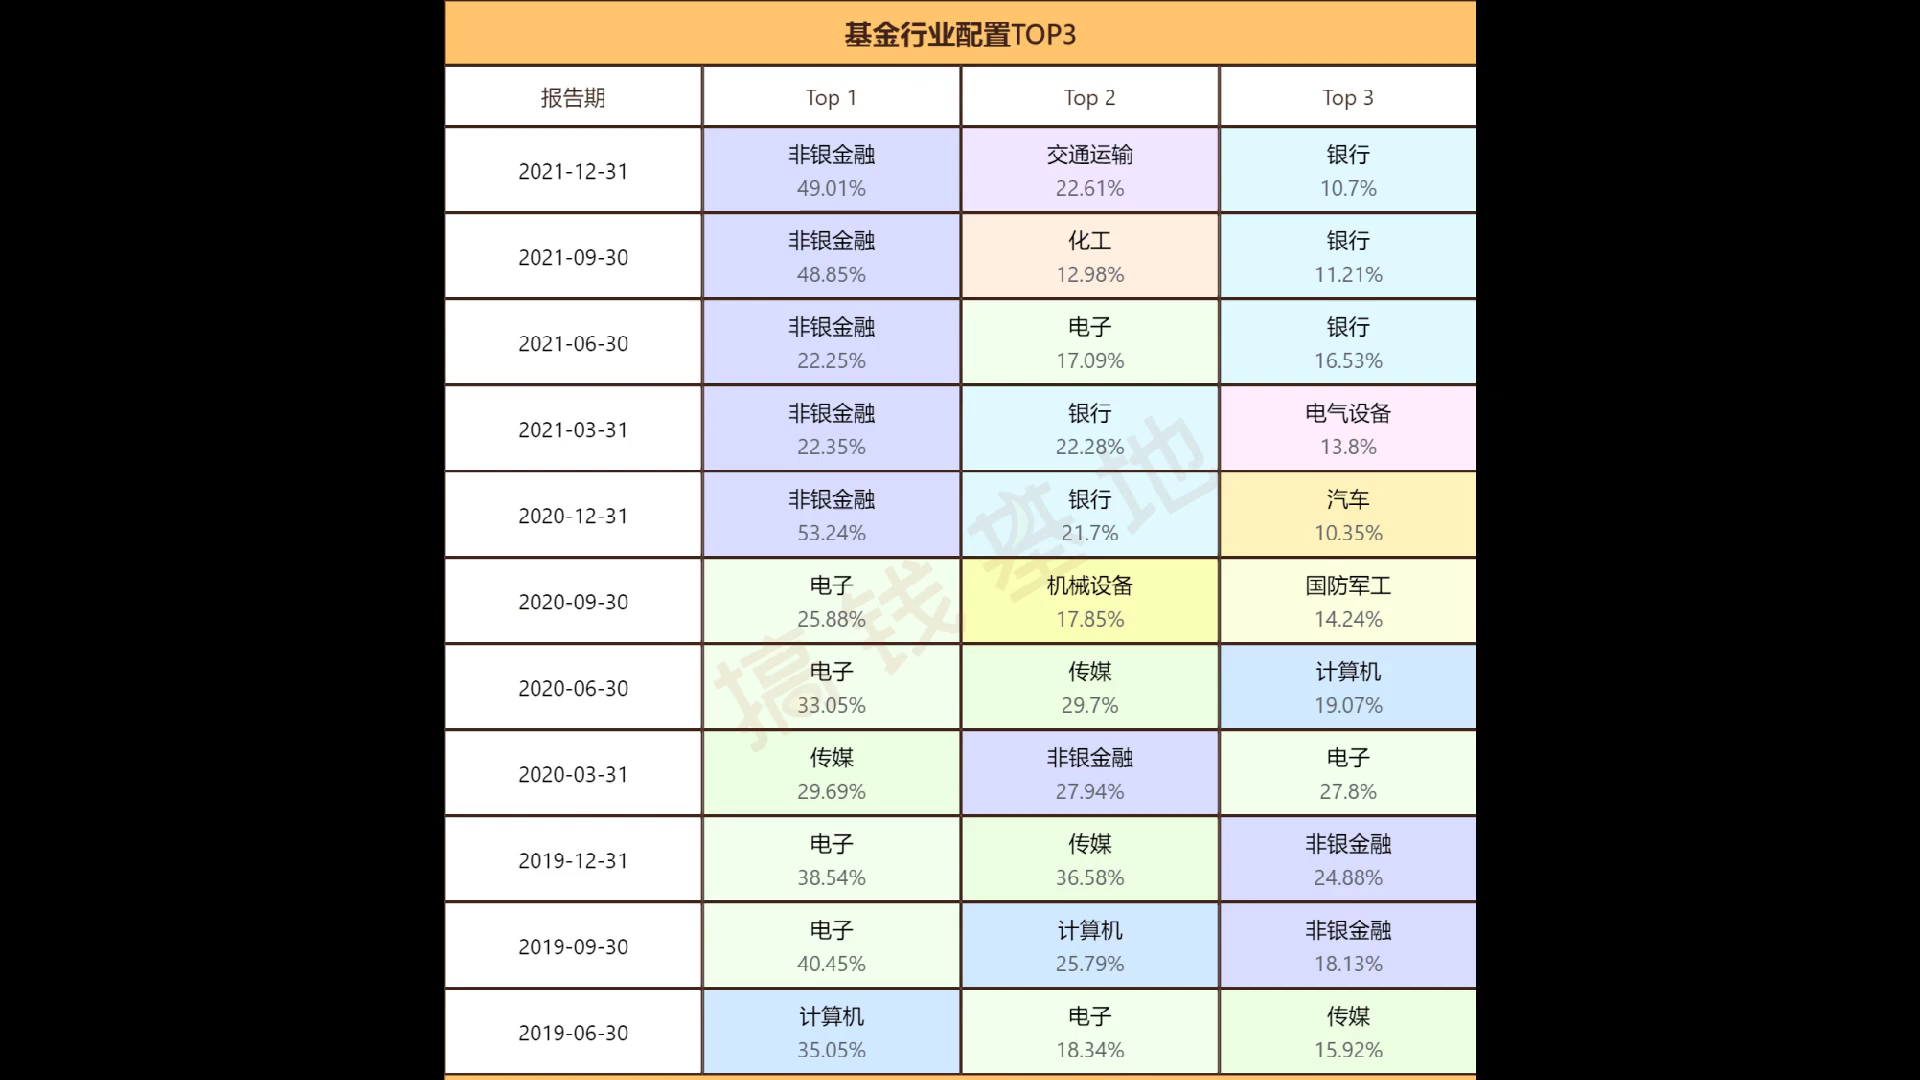 基金行业配置TOP3
报告期 Top 1 Top 2 Top 3
2021-12-31 非银金融 49.01% 交通运输 22.61% 银行 10.7%
2021-09-30 非银金融 48.85% 化工 12.98% 银行 11.21%
2021-06-30 非银金融 22.25% 电子 17.09% 银行 16.53%
2021-03-31 非银金融 22.35% 银行 22.28% 电气设备 13.8%
2020-12-31 非银金融 53.24% 银行 21.7% 汽车 10.35%
2020-09-30 电子 25.88% 机械设备 17.85% 国防军工 14.24%
2020-06-30 电子 33.05% 传媒 29.7% 计算机 19.07%
2020-03-31 传媒 29.69% 非银金融 27.94% 电子 27.8%
2019-12-31 电子 38.54% 传媒 36.58% 非银金融 24.88%
2019-09-30 电子 40.45% 计算机 25.79% 非银金融 18.13%
2019-06-30 计算机 35.05% 电子 18.34% 传媒 15.92%
搞钱基地